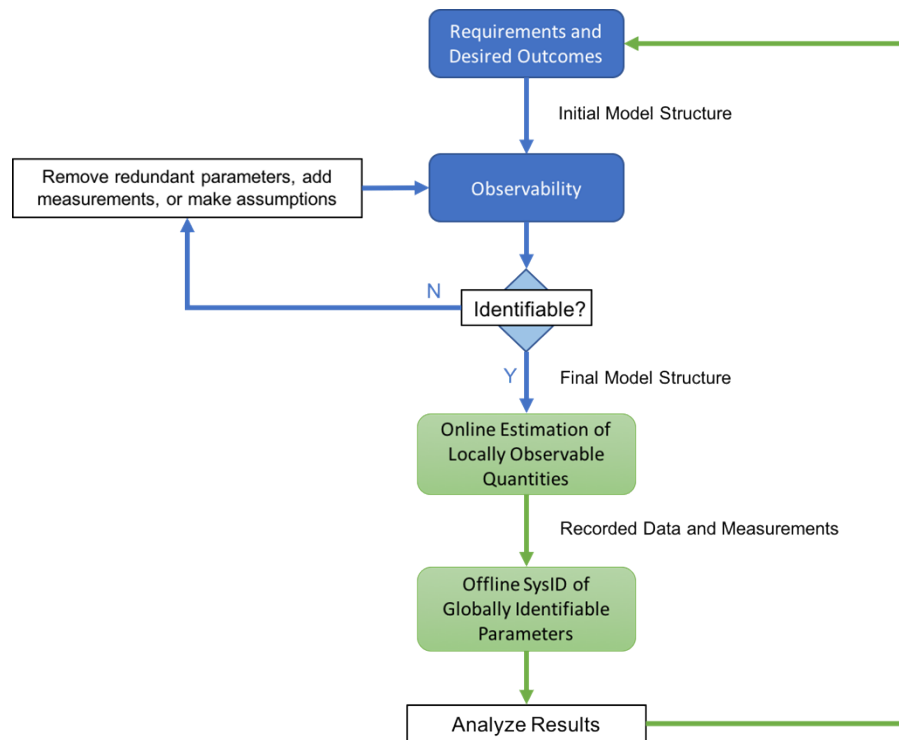 Requirements and
Desired Outcomes
Initial Model Structure
Remove redundant parameters, add
measurements, or make assumptions
Observability
N
Identifiable?
Y
Final Model Structure
Online Estimation of
Locally Observable
Quantities
Recorded Data and Measurements
Offline SysID of
Globally Identifiable
Parameters
Analyze Results